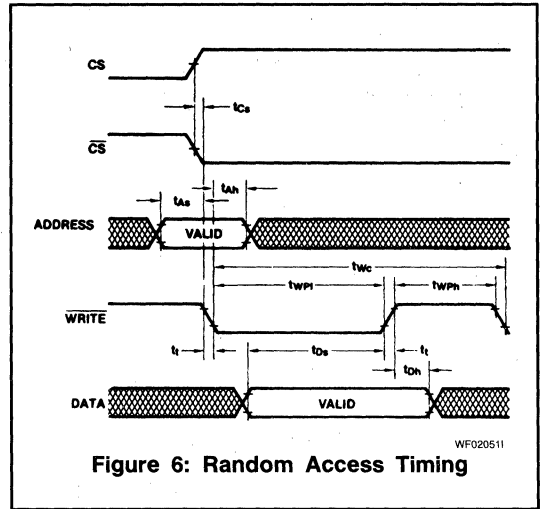 CS
tCs
CS
tAs
tAh
ADDRESS
VALID
tWc
tWPl
tWPh
WRITE
tt
tDs
tt
tDh
DATA
VALID
WF02051I
Figure 6: Random Access Timing